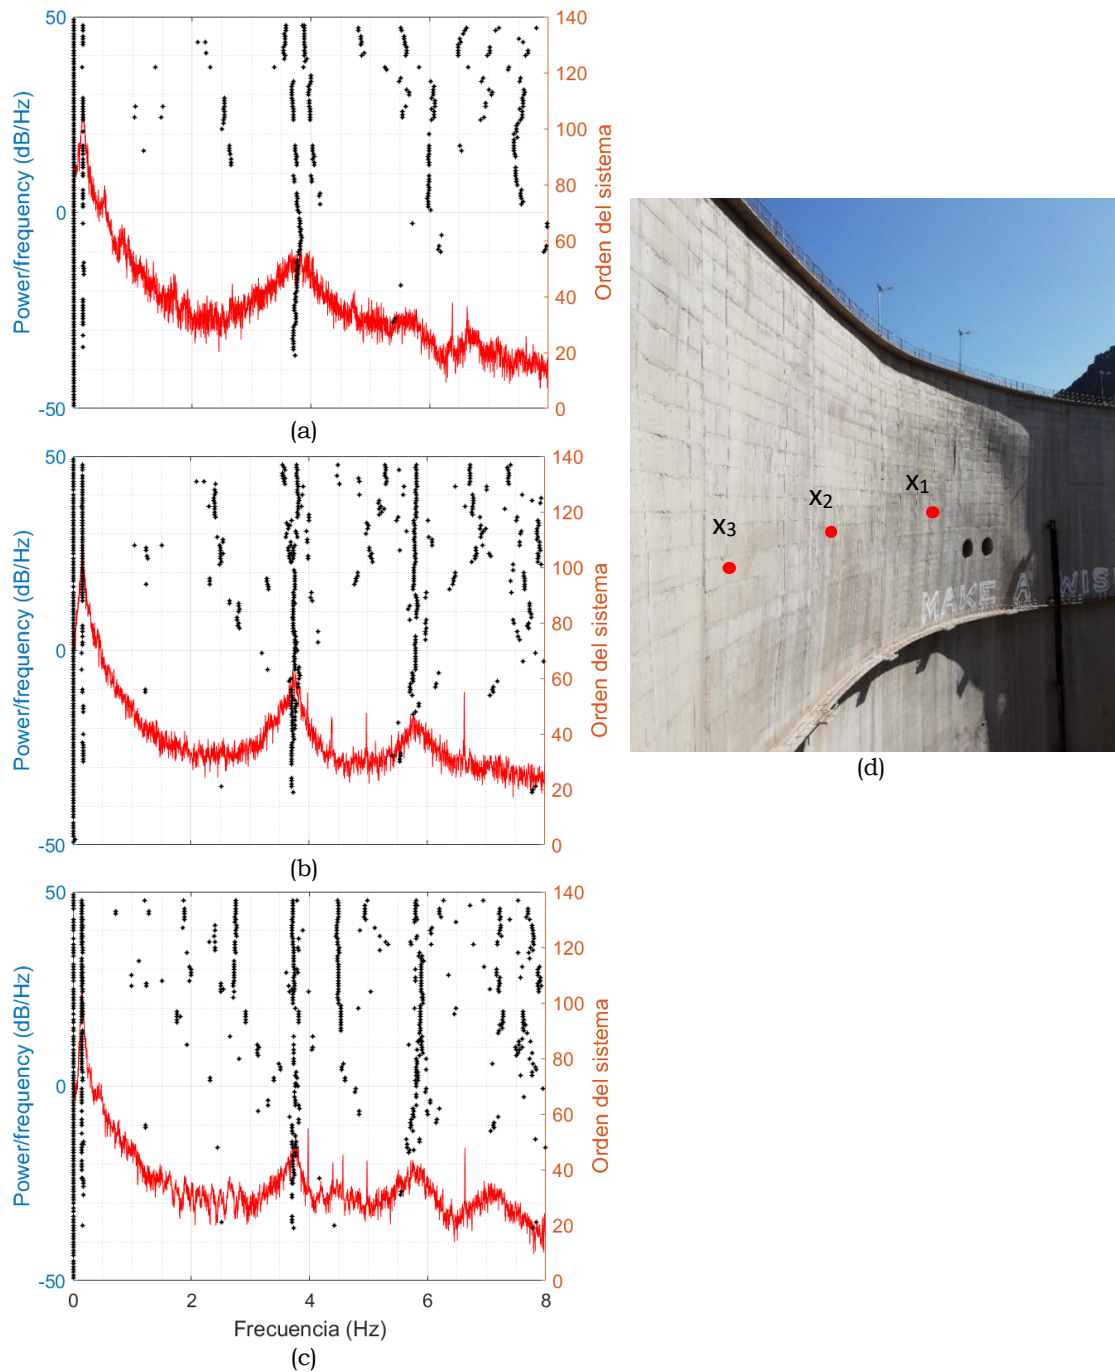 50
0
-50
Power/frequency (dB/Hz)
140
120
100
80
60
40
20
0
Orden del sistema
(a)
50
0
-50
Power/frequency (dB/Hz)
140
120
100
80
60
40
20
0
Orden del sistema
(b)
50
0
-50
Power/frequency (dB/Hz)
140
120
100
80
60
40
20
0
Orden del sistema
0 2 4 6 8
Frecuencia (Hz)
(c)
x1
x2
x3
MAKE A WIS
(d)